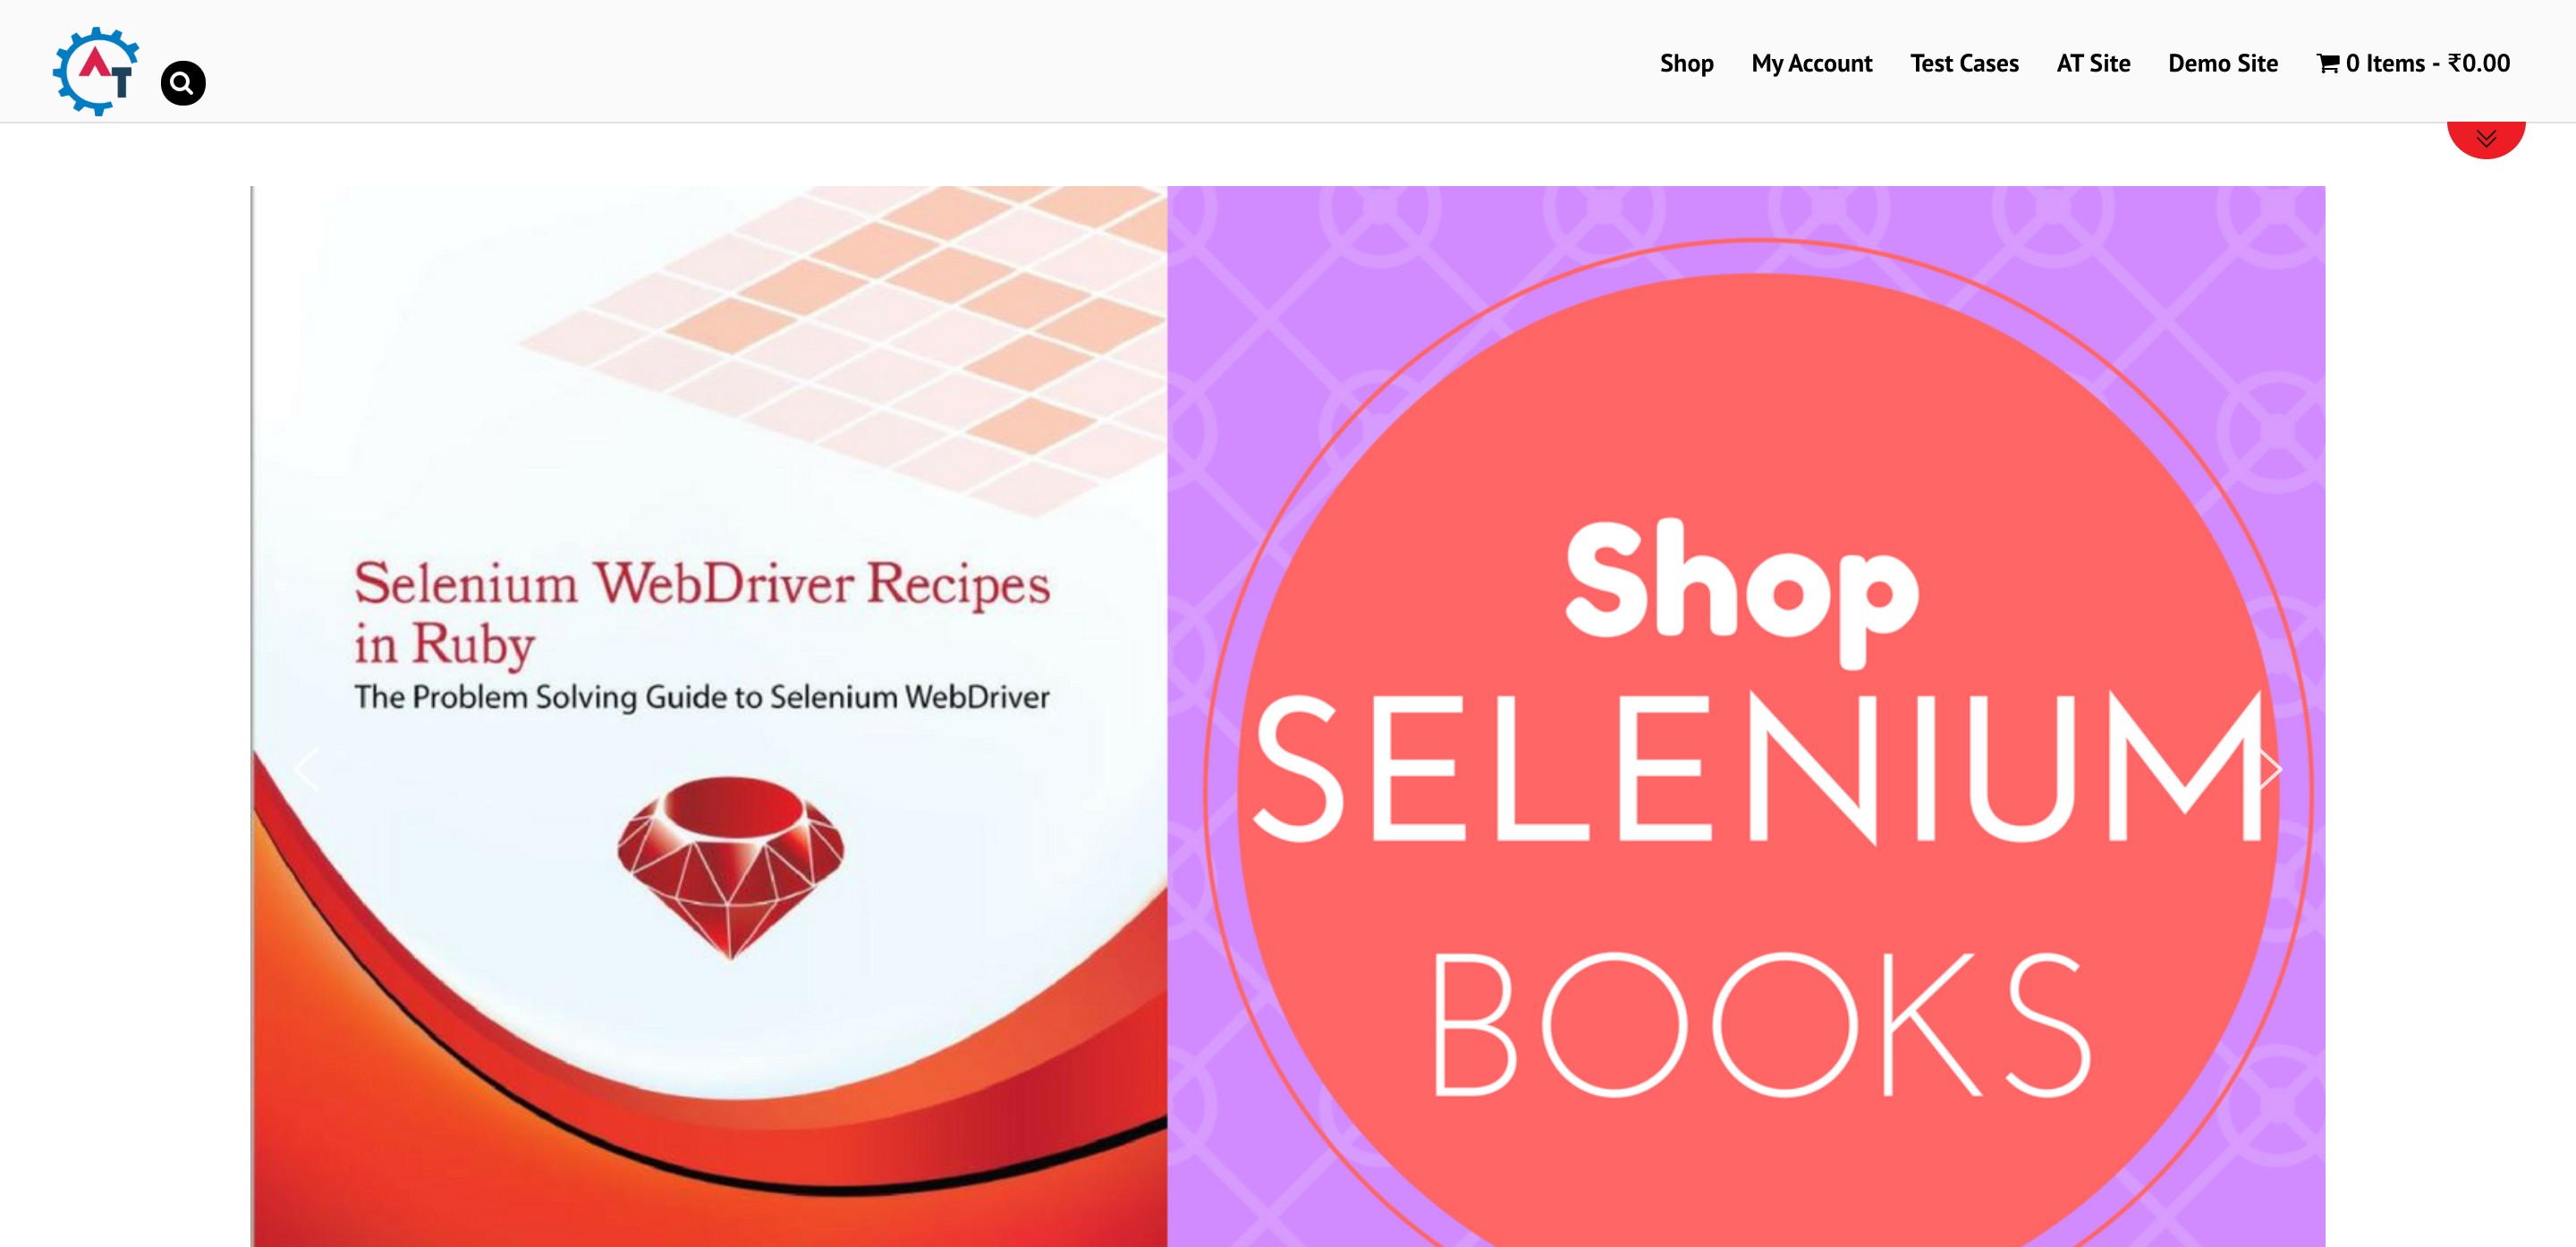 AT
Shop
My Account
Test Cases
AT Site
Demo Site
0 Items - ₹0.00
Selenium WebDriver Recipes
in Ruby
The Problem Solving Guide to Selenium WebDriver
Shop
SELENIUM
BOOKS